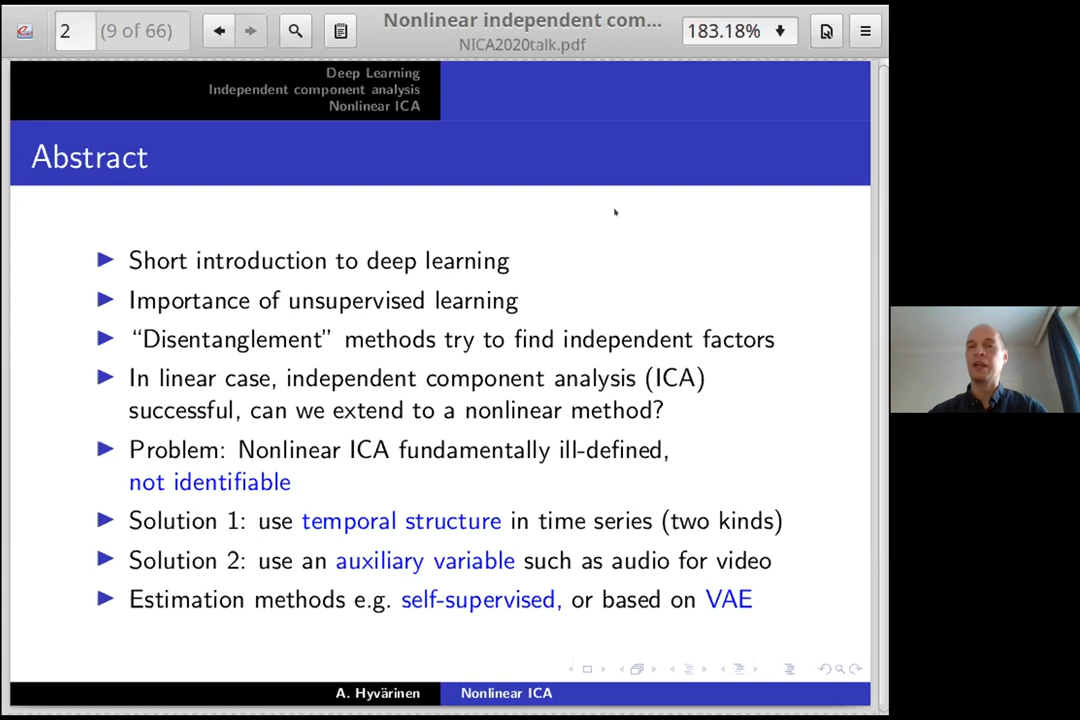 2 (9 of 66)
Nonlinear independent com...
NICA2020talk.pdf
183.18%
Deep Learning
Independent component analysis
Nonlinear ICA
Abstract
Short introduction to deep learning
Importance of unsupervised learning
“Disentanglement” methods try to find independent factors
In linear case, independent component analysis (ICA)
successful, can we extend to a nonlinear method?
Problem: Nonlinear ICA fundamentally ill-defined,
not identifiable
Solution 1: use temporal structure in time series (two kinds)
Solution 2: use an auxiliary variable such as audio for video
Estimation methods e.g. self-supervised, or based on VAE
A. Hyvärinen
Nonlinear ICA